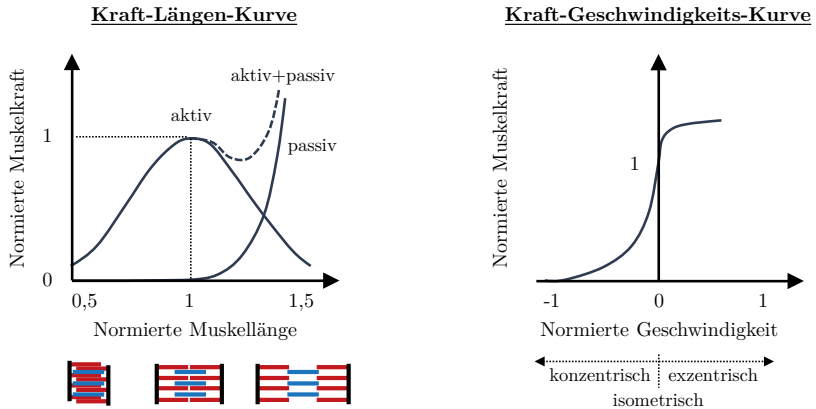 Kraft-Längen-Kurve
Normierte Muskelkraft
aktiv+passiv
aktiv
passiv
1
0
0,5
1
1,5
Normierte Muskellänge
Kraft-Geschwindigkeits-Kurve
Normierte Muskelkraft
1
-1
0
1
Normierte Geschwindigkeit
konzentrisch
exzentrisch
isometrisch